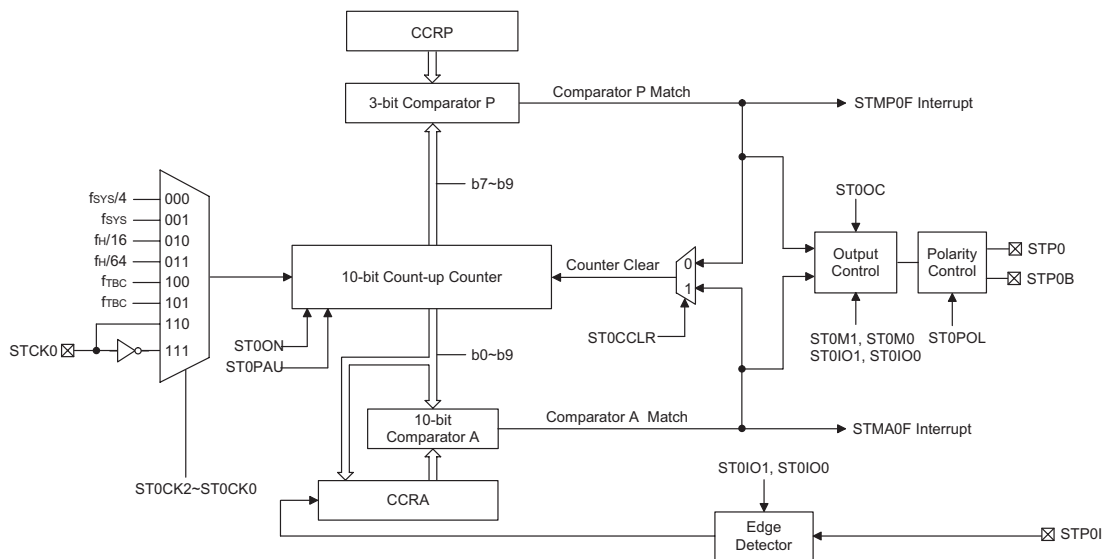 CCRP
3-bit Comparator P
Comparator P Match
STMP0F Interrupt
b7~b9
fSYS/4
000
fSYS
001
fH/16
010
fH/64
011
fTBC
100
fTBC
101
110
STCK0
111
ST0CK2~ST0CK0
10-bit Count-up Counter
ST0ON
ST0PAU
Counter Clear
0
1
ST0CCLR
ST0OC
Output
Control
ST0M1, ST0M0
ST0IO1, ST0IO0
Polarity
Control
ST0POL
STP0
STP0B
b0~b9
10-bit
Comparator A
Comparator A Match
STMA0F Interrupt
CCRA
ST0IO1, ST0IO0
Edge
Detector
STP0I